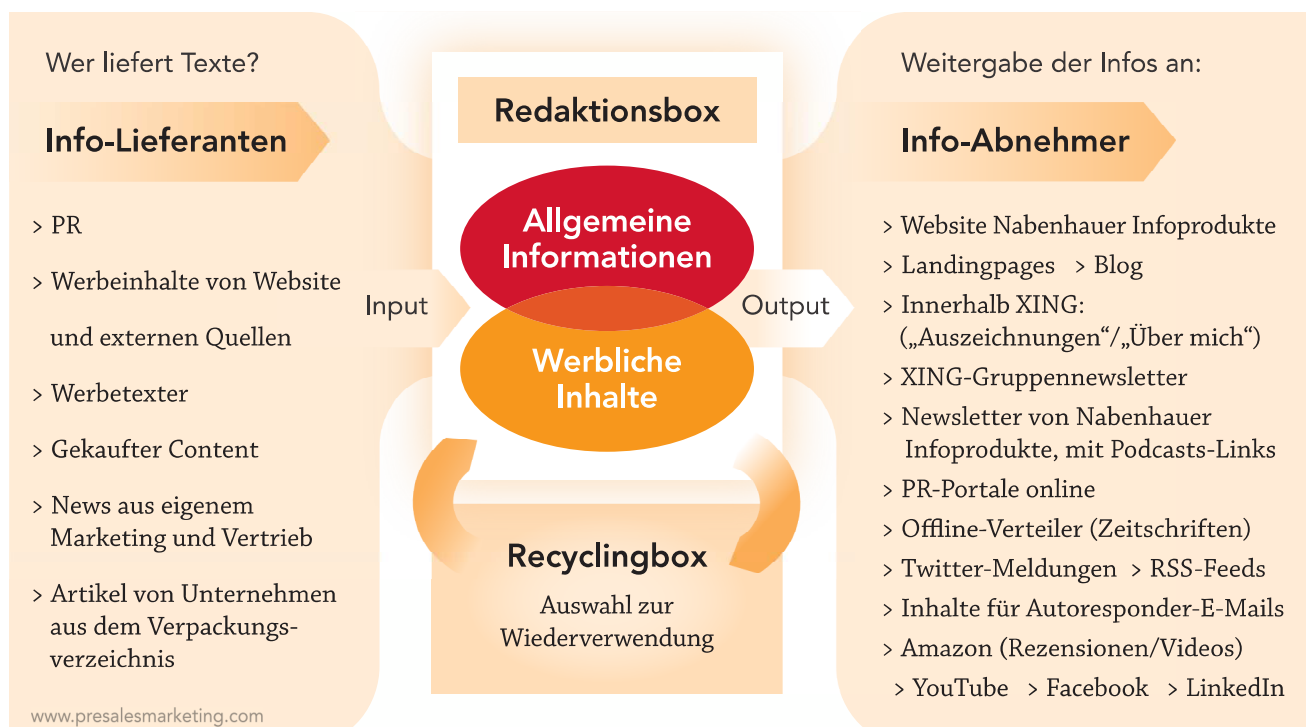 Wer liefert Texte?
Info-Lieferanten
> PR
> Werbeinhalte von Website
und externen Quellen
> Werbetexter
> Gekaufter Content
> News aus eigenem
Marketing und Vertrieb
> Artikel von Unternehmen
aus dem Verpackungs-
verzeichnis
www.presalesmarketing.com
Input
Redaktionsbox
Allgemeine
Informationen
Werbliche
Inhalte
Recyclingbox
Auswahl zur
Wiederverwendung
Output
Weitergabe der Infos an:
Info-Abnehmer
> Website Nabenhauer Infoprodukte
> Landingpages > Blog
> Innerhalb XING:
(„Auszeichnungen“/„Über mich“)
> XING-Gruppennewsletter
> Newsletter von Nabenhauer
Infoprodukte, mit Podcasts-Links
> PR-Portale online
> Offline-Verteiler (Zeitschriften)
> Twitter-Meldungen > RSS-Feeds
> Inhalte für Autoresponder-E-Mails
> Amazon (Rezensionen/Videos)
> YouTube > Facebook > LinkedIn